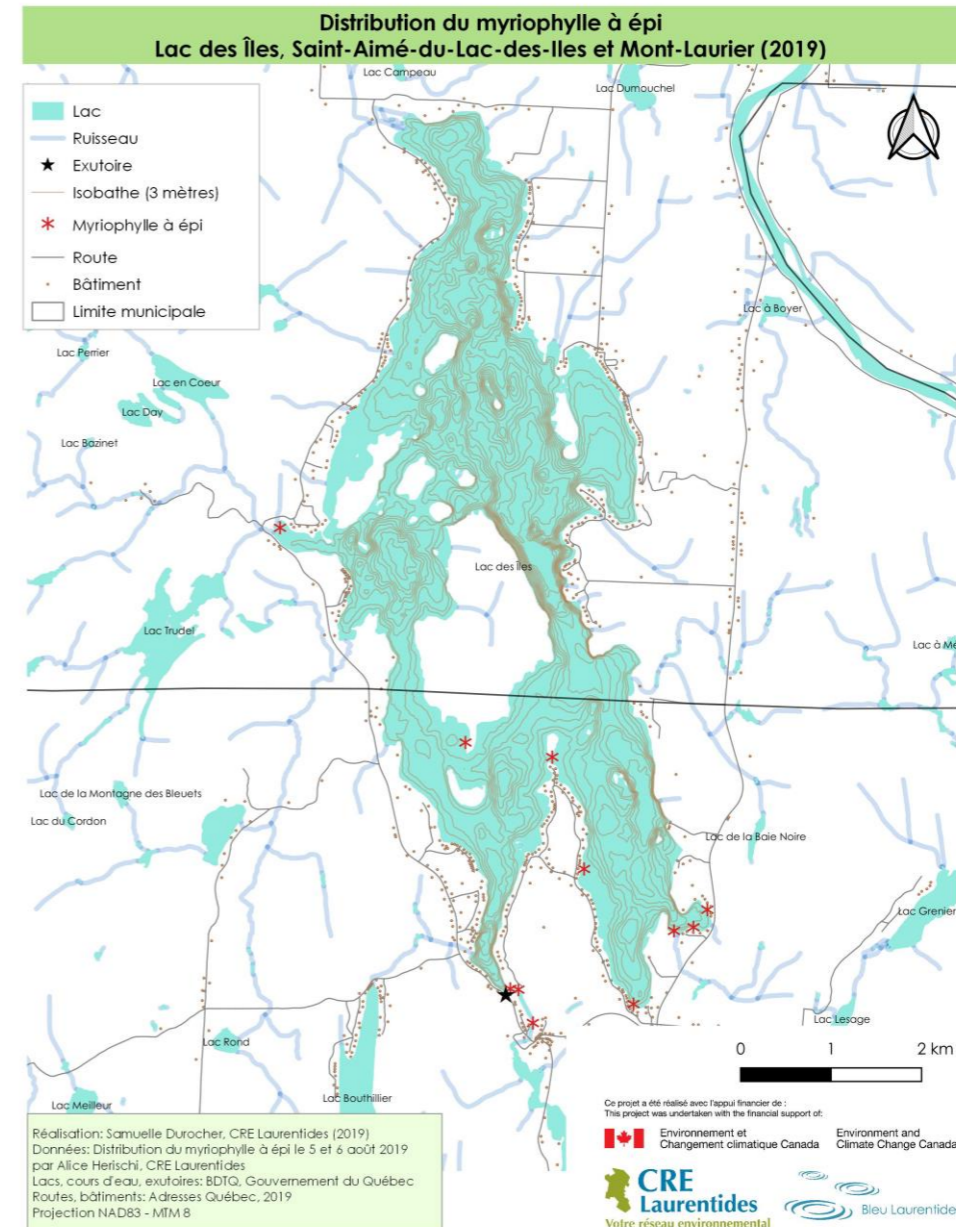 Distribution du myriophylle à épi
Lac des Îles, Saint-Aimé-du-Lac-des-Iles et Mont-Laurier (2019)
Lac Campeau
Lac Dumouchel
Lac
Ruisseau
Exutoire
Isobathe (3 mètres)
Myriophylle à épi
Route
Bâtiment
Limite municipale
Lac à Boyer
Lac Perrier
Lac en Coeur
Lac Day
Lac Bazinet
Lac des Îles
Lac Trudel
Lac à Mé
Lac de la Montagne des Bleuets
Lac du Cordon
Lac de la Baie Noire
Lac Grenier
Lac Lesage
Lac Rond
Lac Bouthillier
Lac Meilleur
0 1 2 km
Ce projet a été réalisé avec l'appui financier de :
This project was undertaken with the financial support of:
Environnement et Changement climatique Canada
Environment and Climate Change Canada
Réalisation: Samuelle Durocher, CRE Laurentides (2019)
Données: Distribution du myriophylle à épi le 5 et 6 août 2019
par Alice Herischi, CRE Laurentides
Lacs, cours d'eau, exutoires: BDTQ, Gouvernement du Québec
Routes, bâtiments: Adresses Québec, 2019
Projection NAD83 - MTM 8
CRE
Laurentides
Votre réseau environnemental
Bleu Laurentide